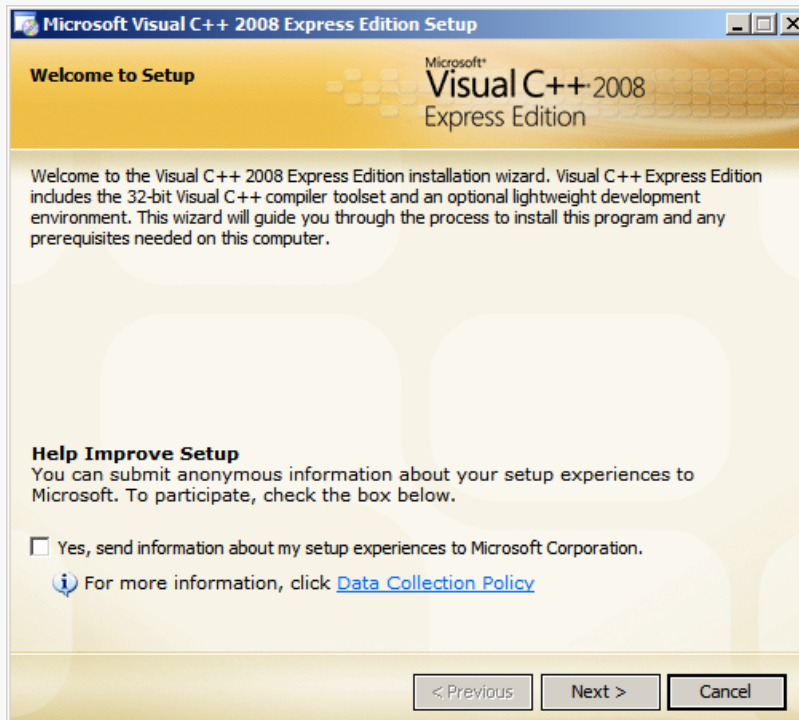 Microsoft Visual C++ 2008 Express Edition Setup
Welcome to Setup
Microsoft®
Visual C++ 2008
Express Edition
Welcome to the Visual C++ 2008 Express Edition installation wizard. Visual C++ Express Edition
includes the 32-bit Visual C++ compiler toolset and an optional lightweight development
environment. This wizard will guide you through the process to install this program and any
prerequisites needed on this computer.
Help Improve Setup
You can submit anonymous information about your setup experiences to
Microsoft. To participate, check the box below.
Yes, send information about my setup experiences to Microsoft Corporation.
For more information, click Data Collection Policy
< Previous Next > Cancel